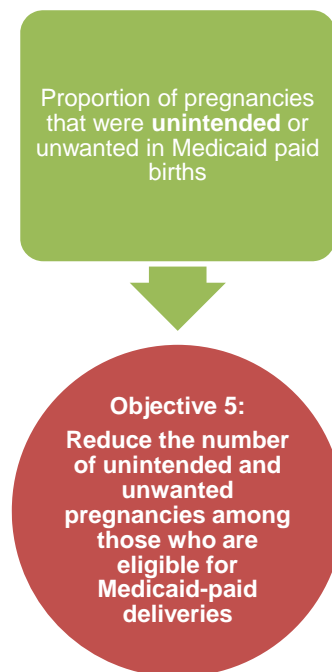 Proportion of pregnancies
that were unintended or
unwanted in Medicaid paid
births
Objective 5:
Reduce the number
of unintended and
unwanted
pregnancies among
those who are
eligible for
Medicaid-paid
deliveries